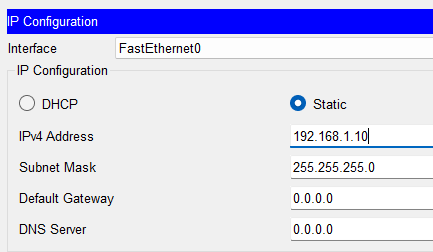 IP Configuration
Interface FastEthernet0
IP Configuration
DHCP Static
IPv4 Address 192.168.1.10
Subnet Mask 255.255.255.0
Default Gateway 0.0.0.0
DNS Server 0.0.0.0